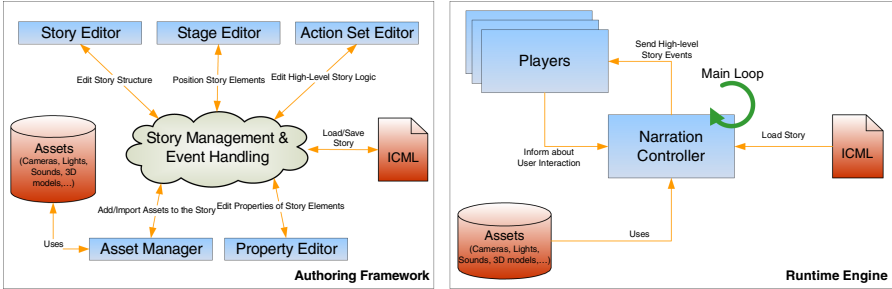 Story Editor
Stage Editor
Action Set Editor
Edit Story Structure
Position Story Elements
Edit High-Level Story Logic
Assets
(Cameras, Lights,
Sounds, 3D
models,...)
Story Management &
Event Handling
Load/Save
Story
ICML
Add/Import Assets to the Story
Edit Properties of Story Elements
Uses
Asset Manager
Property Editor
Authoring Framework
Players
Send High-level
Story Events
Main Loop
Narration
Controller
Load Story
ICML
Inform about
User Interaction
Assets
(Cameras, Lights,
Sounds, 3D models,...)
Uses
Runtime Engine